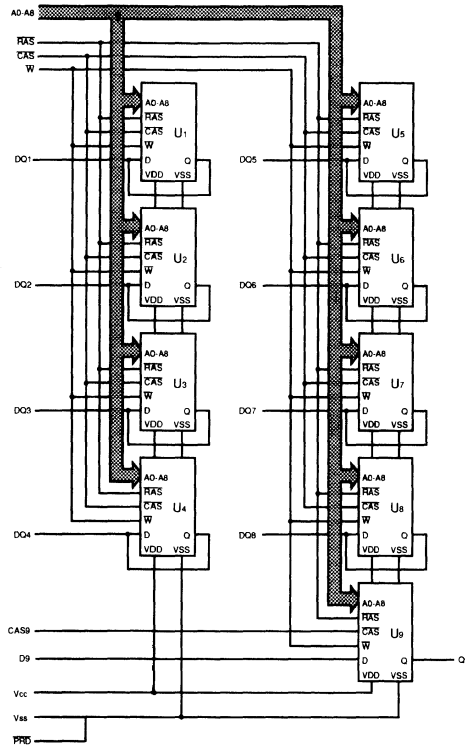 A0-A8
RAS
CAS
W
A0-A8
RAS
CAS
W
D Q
VDD VSS
U1
DQ1
A0-A8
RAS
CAS
W
D Q
VDD VSS
U2
DQ2
A0-A8
RAS
CAS
W
D Q
VDD VSS
U3
DQ3
A0-A8
RAS
CAS
W
D Q
VDD VSS
U4
DQ4
A0-A8
RAS
CAS
W
D Q
VDD VSS
U5
DQ5
A0-A8
RAS
CAS
W
D Q
VDD VSS
U6
DQ6
A0-A8
RAS
CAS
W
D Q
VDD VSS
U7
DQ7
A0-A8
RAS
CAS
W
D Q
VDD VSS
U8
DQ8
A0-A8
RAS
CAS
W
D Q
VDD VSS
U9
CAS9
D9
Q
Vcc
Vss
PRD